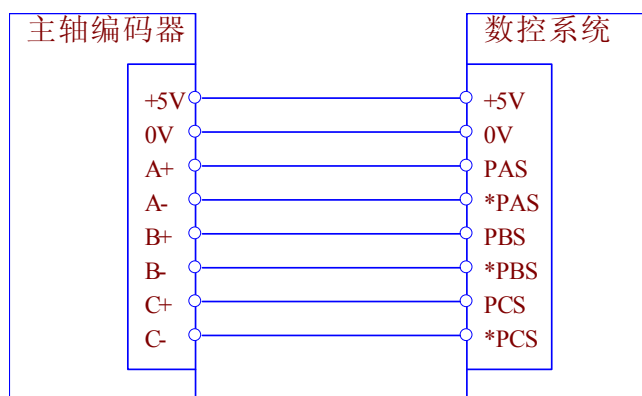 主轴编码器 数控系统
+5V +5V
0V 0V
A+ PAS
A- *PAS
B+ PBS
B- *PBS
C+ PCS
C- *PCS